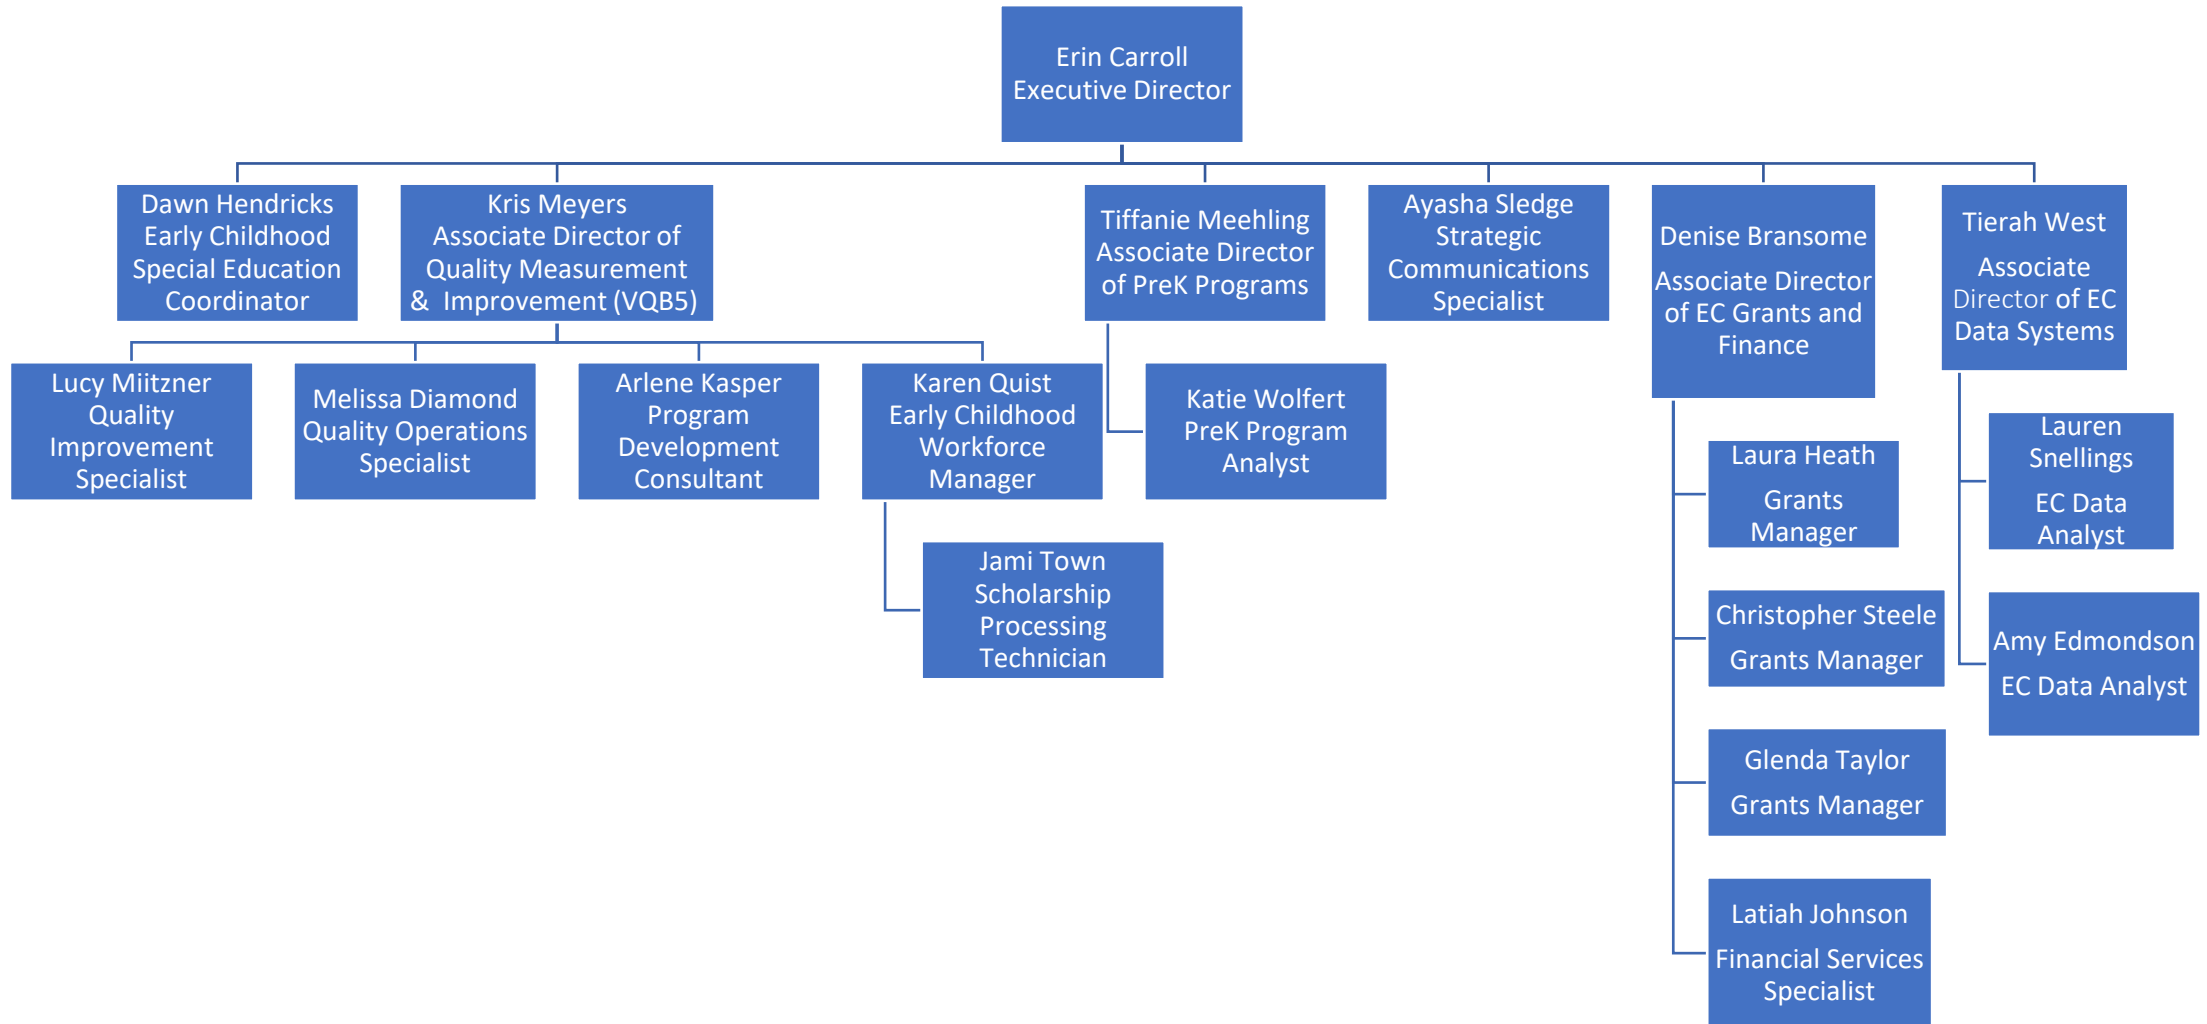 Erin Carroll
Executive Director
Dawn Hendricks
Early Childhood
Special Education
Coordinator
Kris Meyers
Associate Director of
Quality Measurement
& Improvement (VQB5)
Tiffanie Meehling
Associate Director
of PreK Programs
Ayasha Sledge
Strategic
Communications
Specialist
Denise Bransome
Associate Director
of EC Grants and
Finance
Tierah West
Associate
Director of EC
Data Systems
Lucy Miitzner
Quality
Improvement
Specialist
Melissa Diamond
Quality Operations
Specialist
Arlene Kasper
Program
Development
Consultant
Karen Quist
Early Childhood
Workforce
Manager
Jami Town
Scholarship
Processing
Technician
Katie Wolfert
PreK Program
Analyst
Laura Heath
Grants
Manager
Christopher Steele
Grants Manager
Glenda Taylor
Grants Manager
Latiah Johnson
Financial Services
Specialist
Lauren
Snellings
EC Data
Analyst
Amy Edmondson
EC Data Analyst